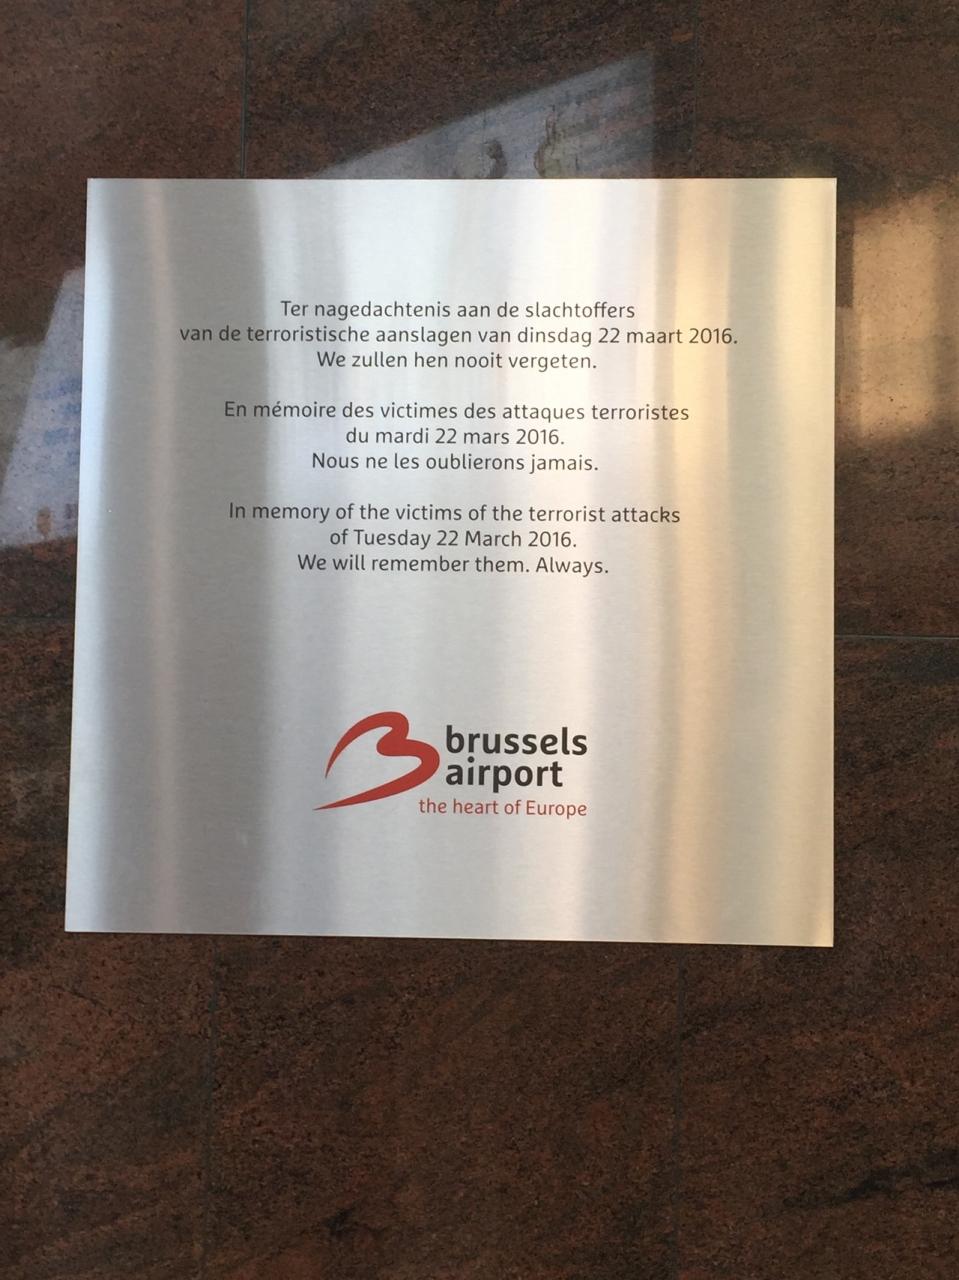 Ter nagedachtenis aan de slachtoffers
van de terroristische aanslagen van dinsdag 22 maart 2016.
We zullen hen nooit vergeten.
En mémoire des victimes des attaques terroristes
du mardi 22 mars 2016.
Nous ne les oublierons jamais.
In memory of the victims of the terrorist attacks
of Tuesday 22 March 2016.
We will remember them. Always.
brussels
airport
the heart of Europe